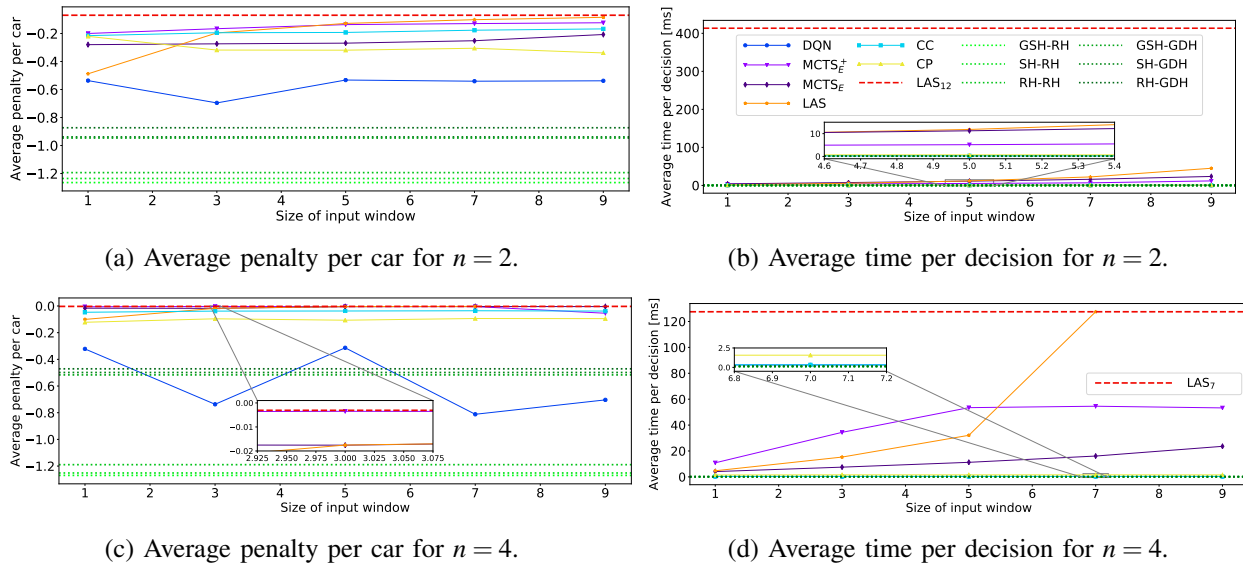 Average penalty per car
−0.2
−0.4
−0.6
−0.8
−1.0
−1.2
1 2 3 4 5 6 7 8 9
Size of input window
(a) Average penalty per car for n = 2.
Average time per decision [ms]
400
300
200
100
0
DQN CC GSH-RH GSH-GDH
MCTS_E^+ CP SH-RH SH-GDH
MCTS_E LAS₁₂ RH-RH RH-GDH
LAS
10
0
4.6 4.7 4.8 4.9 5.0 5.1 5.2 5.3 5.4
1 2 3 4 5 6 7 8 9
Size of input window
(b) Average time per decision for n = 2.
Average penalty per car
0.0
−0.2
−0.4
−0.6
−0.8
−1.0
−1.2
0.00
−0.01
−0.02
2.925 2.950 2.975 3.000 3.025 3.050 3.075
1 2 3 4 5 6 7 8 9
Size of input window
(c) Average penalty per car for n = 4.
Average time per decision [ms]
120
100
80
60
40
20
0
2.5
0.0
6.8 6.9 7.0 7.1 7.2
LAS₇
1 2 3 4 5 6 7 8 9
Size of input window
(d) Average time per decision for n = 4.